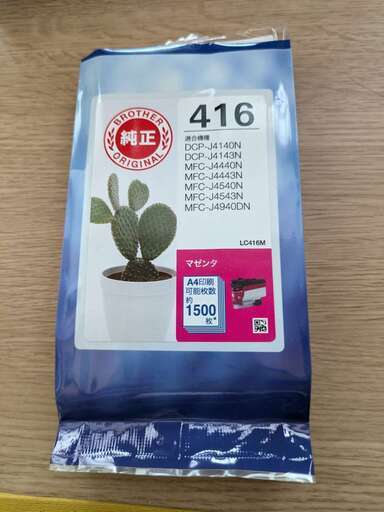 BROTHER
純正
ORIGINAL
416
適合機種
DCP-J4140N
DCP-J4143N
MFC-J4440N
MFC-J4443N
MFC-J4540N
MFC-J4543N
MFC-J4940DN
LC416M
マゼンタ
A4印刷
可能枚数
約
1500
枚*